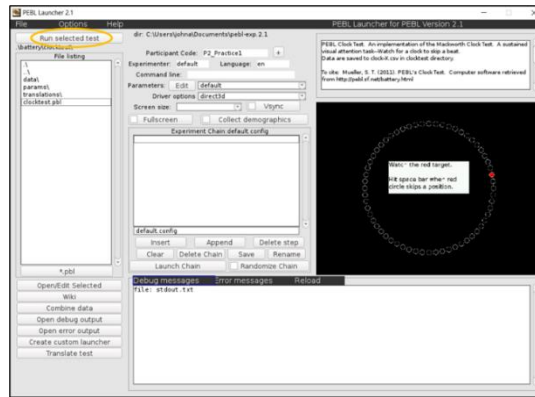 PEBL Launcher 2.1
File Options Help
PEBL Launcher for PEBL Version 2.1
Run selected test
\battery\clocktest\
File listing
.\
..\
data\
params\
translations\
clocktest.pbl
*.pbl
Open/Edit Selected
Wiki
Combine data
Open debug output
Open error output
Create custom launcher
Translate test
dir: C:\Users\johna\Documents\pebl-exp.2.1
Participant Code: P2_Practice1 +
Experimenter: default Language: en
Command line:
Parameters: Edit default
Driver options direct3d
Screen size: Vsync
Fullscreen Collect demographics
Experiment Chain default.config
default.config
Insert Append Delete step
Clear Delete Chain Save Rename
Launch Chain Randomize Chain
PEBL Clock Test. An implementation of the Mackworth Clock Test. A sustained
visual attention task--Watch for a clock to skip a beat.
Data are saved to clock-X.csv in clocktest directory.
To cite: Mueller, S. T. (2011). PEBL's Clock Test. Computer software retrieved
from http://pebl.sf.net/battery.html
Watch the red target.
Hit space bar when red
circle skips a position.
Debug messages Error messages Reload
file: stdout.txt